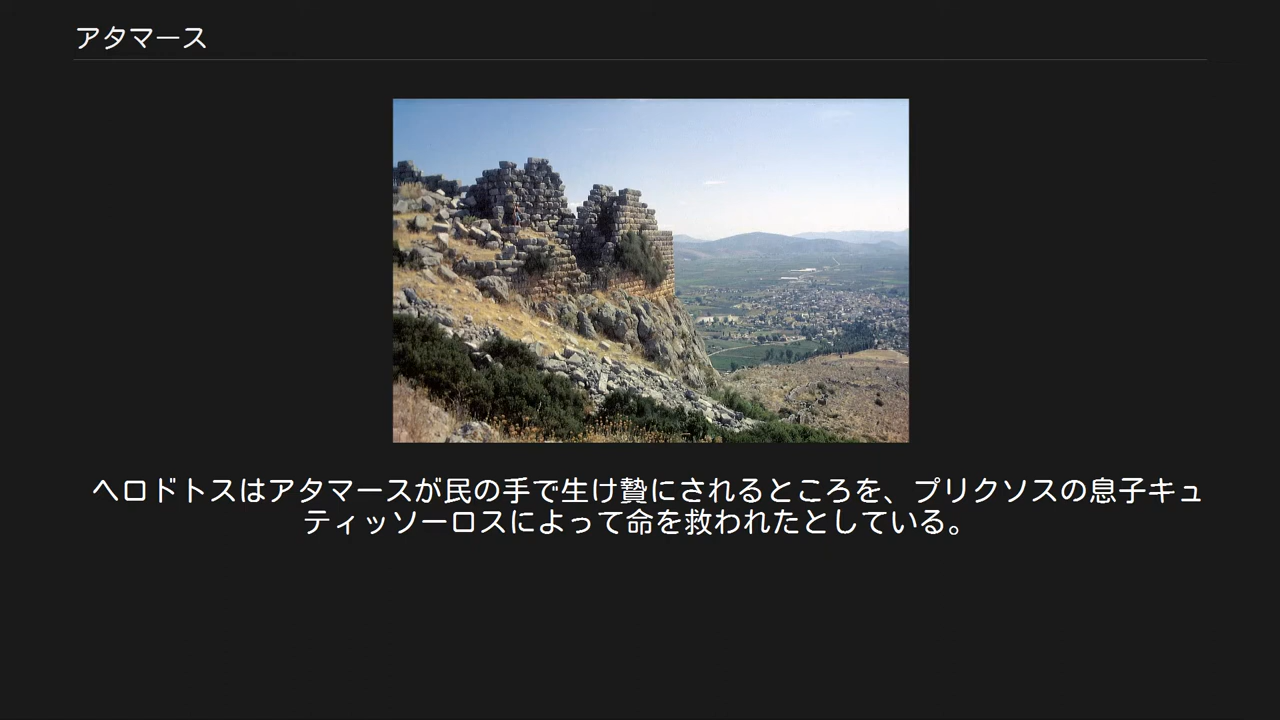 アタマース
ヘロドトスはアタマースが民の手で生け贄にされるところを、プリクソスの息子キュ
ティッソーロスによって命を救われたとしている。